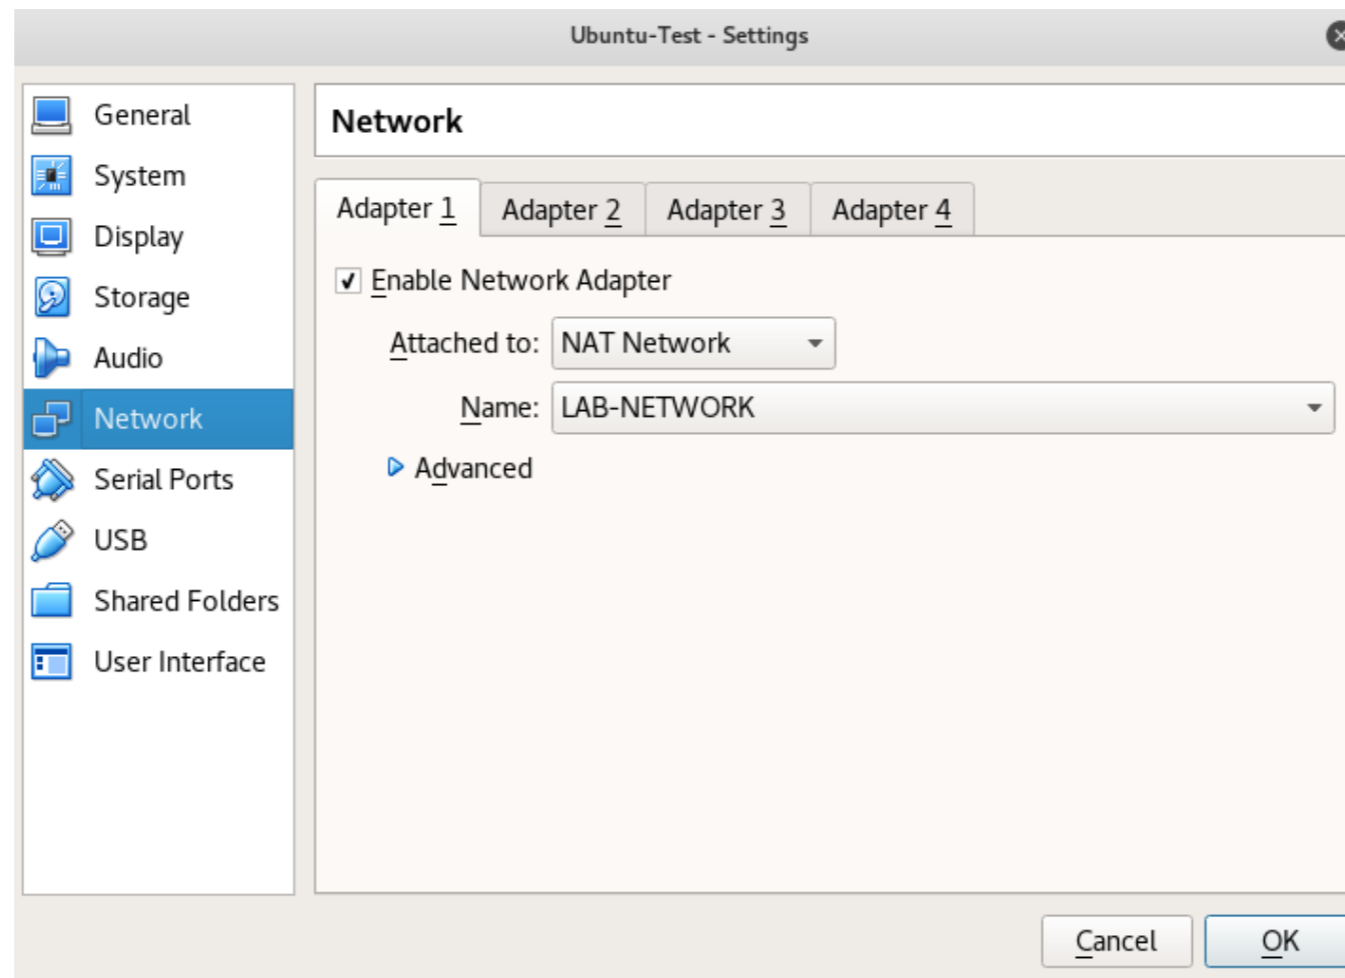 Ubuntu-Test - Settings
General
System
Display
Storage
Audio
Network
Serial Ports
USB
Shared Folders
User Interface
Network
Adapter 1 Adapter 2 Adapter 3 Adapter 4
Enable Network Adapter
Attached to: NAT Network
Name: LAB-NETWORK
Advanced
Cancel OK